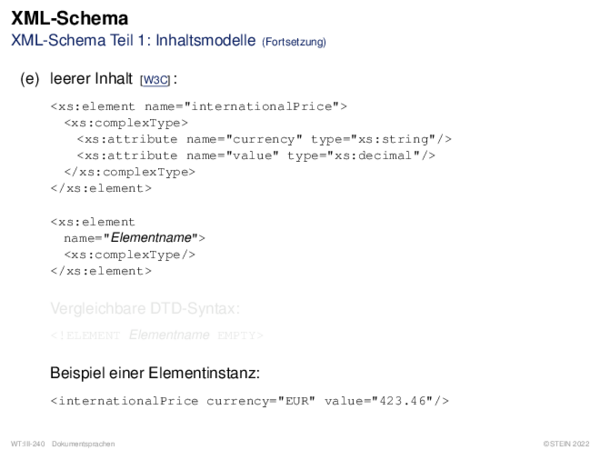 XML-Schema
XML-Schema Teil 1: Inhaltsmodelle (Fortsetzung)
(e) leerer Inhalt [W3C] :
<xs:element name="internationalPrice">
<xs:complexType>
<xs:attribute name="currency" type="xs:string"/>
<xs:attribute name="value" type="xs:decimal"/>
</xs:complexType>
</xs:element>
<xs:element
name="Elementname">
<xs:complexType/>
</xs:element>
Vergleichbare DTD-Syntax:
<!ELEMENT Elementname EMPTY>
Beispiel einer Elementinstanz:
<internationalPrice currency="EUR" value="423.46"/>
WT:III-240 Dokumentsprachen ©STEIN 2022